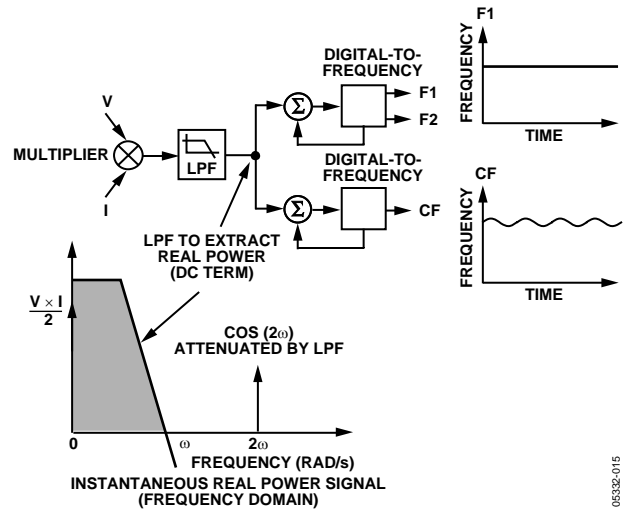 F1
DIGITAL-TO-
FREQUENCY
F1
F2
FREQUENCY
TIME
V
MULTIPLIER
I
LPF
Σ
DIGITAL-TO-
FREQUENCY
Σ
CF
CF
FREQUENCY
TIME
LPF TO EXTRACT
REAL POWER
(DC TERM)
V × I
2
COS (2ω)
ATTENUATED BY LPF
0
ω
2ω
FREQUENCY (RAD/s)
INSTANTANEOUS REAL POWER SIGNAL
(FREQUENCY DOMAIN)
05332-015